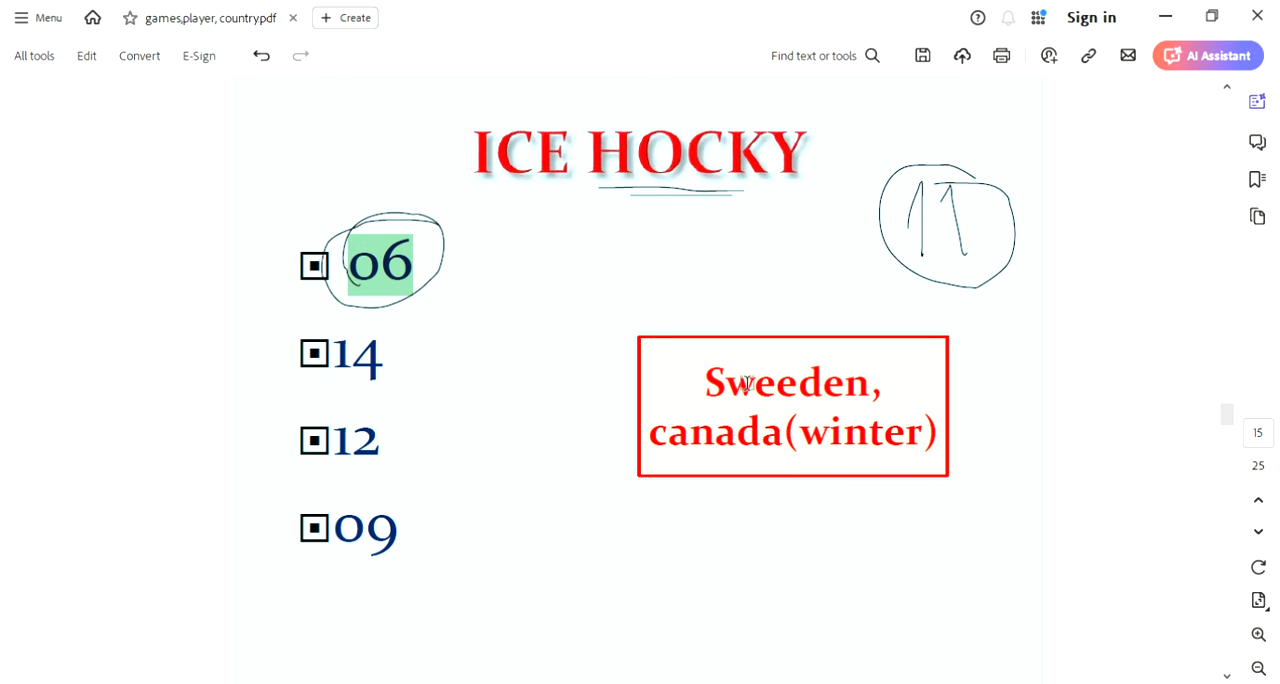 Menu
games,player, country.pdf
Create
Sign in
All tools
Edit
Convert
E-Sign
Find text or tools
AI Assistant
ICE HOCKY
11
06
14
12
09
Sweeden,
canada(winter)
15
25